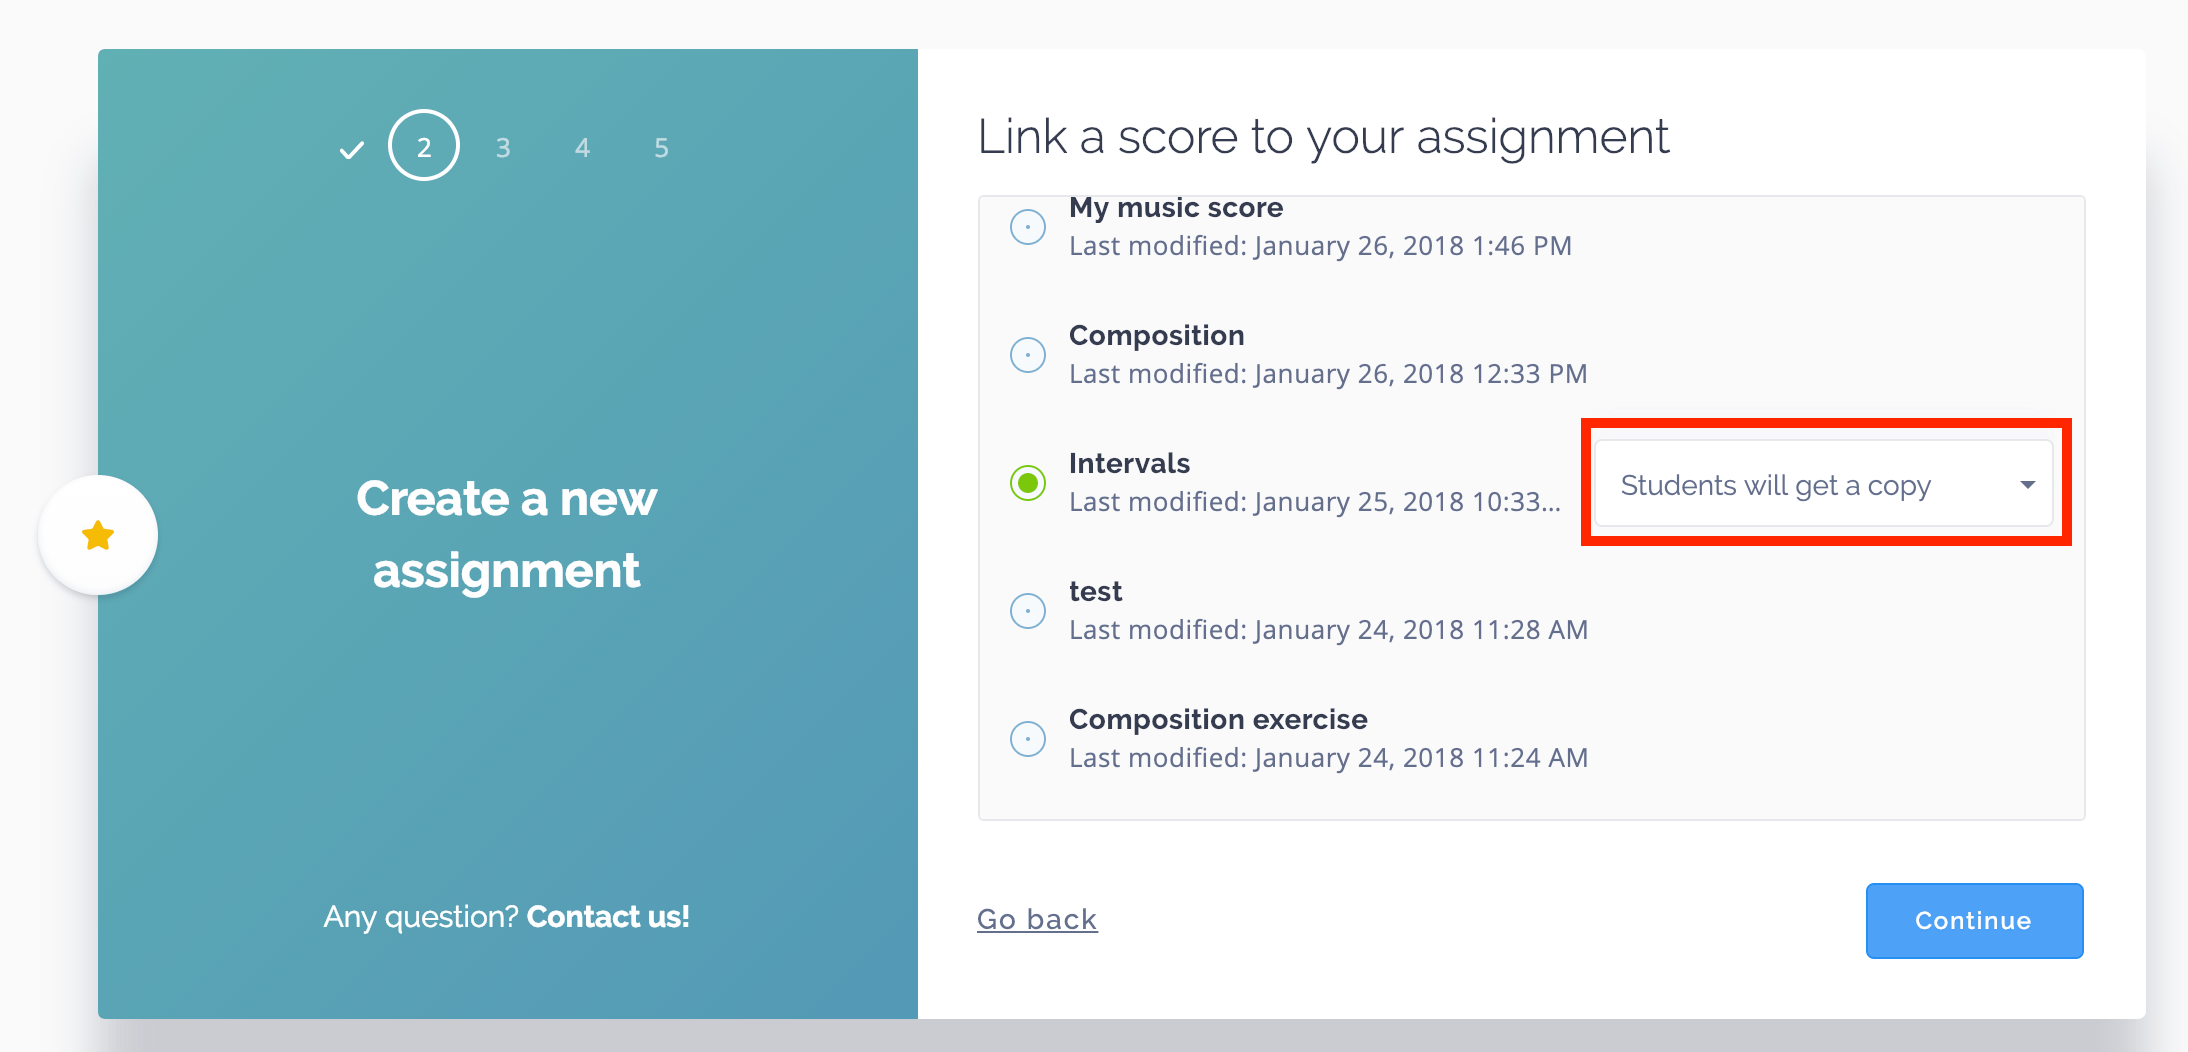 2 3 4 5
Create a new
assignment
Any question? Contact us!
Link a score to your assignment
My music score
Last modified: January 26, 2018 1:46 PM
Composition
Last modified: January 26, 2018 12:33 PM
Intervals
Last modified: January 25, 2018 10:33...
Students will get a copy
test
Last modified: January 24, 2018 11:28 AM
Composition exercise
Last modified: January 24, 2018 11:24 AM
Go back
Continue